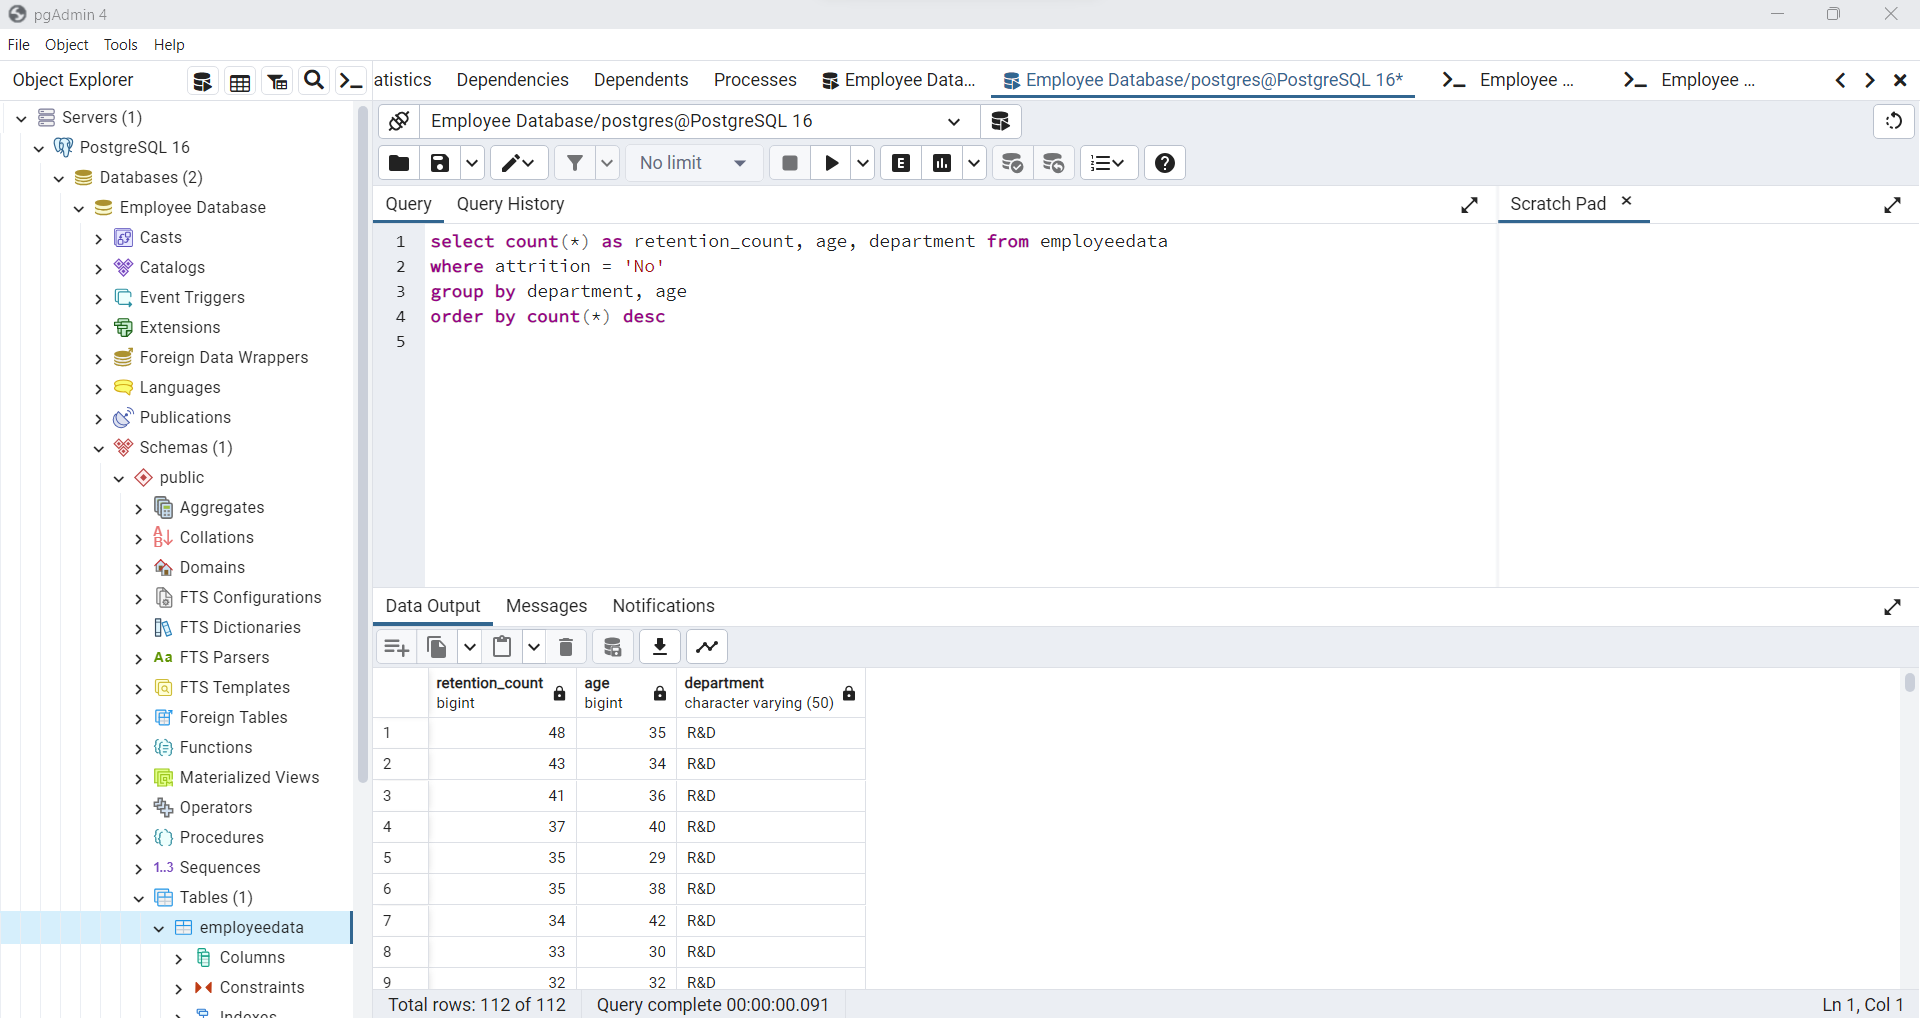 pgAdmin 4
File Object Tools Help
Object Explorer
atistics Dependencies Dependents Processes Employee Data... Employee Database/postgres@PostgreSQL 16* Employee ... Employee ...
Servers (1)
PostgreSQL 16
Databases (2)
Employee Database
Casts
Catalogs
Event Triggers
Extensions
Foreign Data Wrappers
Languages
Publications
Schemas (1)
public
Aggregates
Collations
Domains
FTS Configurations
FTS Dictionaries
Aa FTS Parsers
FTS Templates
Foreign Tables
Functions
Materialized Views
Operators
Procedures
1..3 Sequences
Tables (1)
employeedata
Columns
Constraints
Indexes
Employee Database/postgres@PostgreSQL 16
No limit
E
Query Query History
Scratch Pad
1 select count(*) as retention_count, age, department from employeedata
2 where attrition = 'No'
3 group by department, age
4 order by count(*) desc
5
Data Output Messages Notifications
retention_count age department
bigint bigint character varying (50)
1 48 35 R&D
2 43 34 R&D
3 41 36 R&D
4 37 40 R&D
5 35 29 R&D
6 35 38 R&D
7 34 42 R&D
8 33 30 R&D
9 32 32 R&D
Total rows: 112 of 112 Query complete 00:00:00.091 Ln 1, Col 1